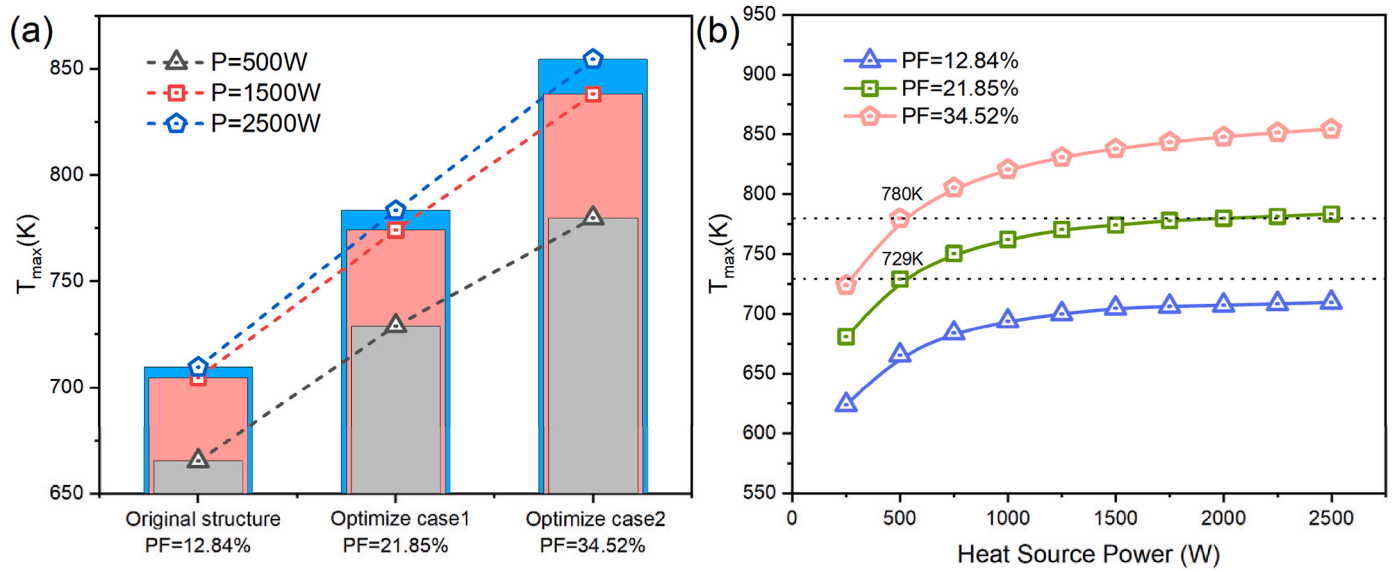 (a)
P=500W
P=1500W
P=2500W
T_max(K)
850
800
750
700
650
Original structure
PF=12.84%
Optimize case1
PF=21.85%
Optimize case2
PF=34.52%
(b)
PF=12.84%
PF=21.85%
PF=34.52%
T_max(K)
950
900
850
800
750
700
650
600
550
780K
729K
0 500 1000 1500 2000 2500
Heat Source Power (W)